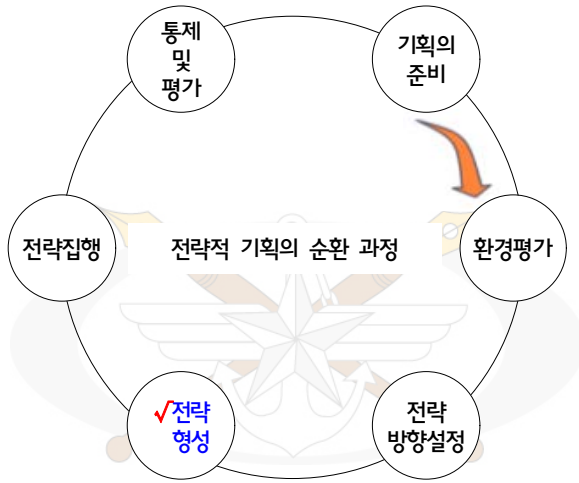 통제
및
평가
기획의
준비
전략집행
전략적 기획의 순환 과정
환경평가
√전략
형성
전략
방향설정